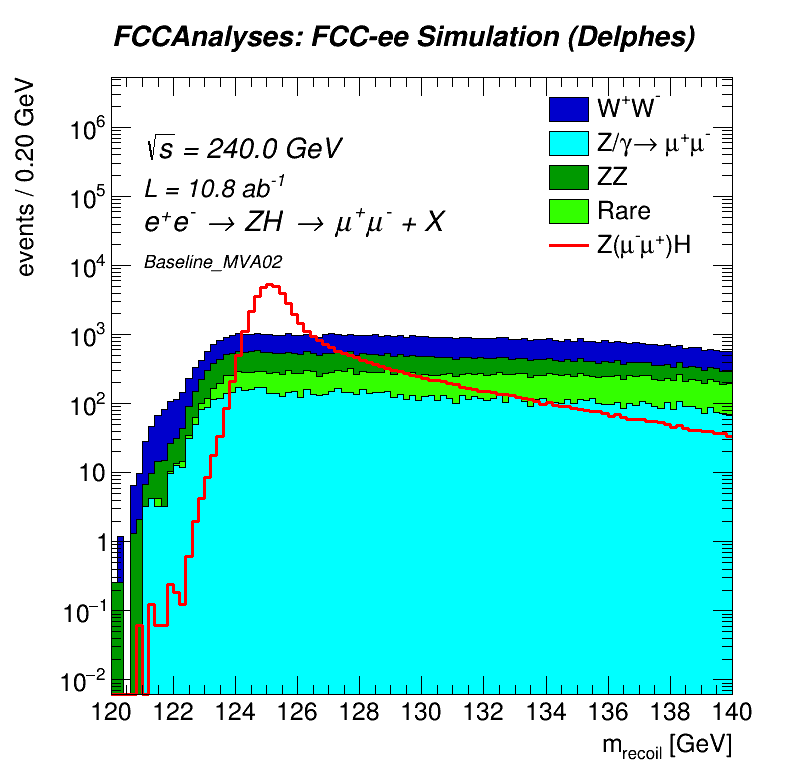 FCCAnalyses: FCC-ee Simulation (Delphes)
events / 0.20 GeV
√s = 240.0 GeV
L = 10.8 ab⁻¹
e⁺e⁻ → ZH → μ⁺μ⁻ + X
Baseline_MVA02
W⁺W⁻
Z/γ→ μ⁺μ⁻
ZZ
Rare
Z(μ⁻μ⁺)H
10⁶
10⁵
10⁴
10³
10²
10
1
10⁻¹
10⁻²
120 122 124 126 128 130 132 134 136 138 140
m_recoil [GeV]